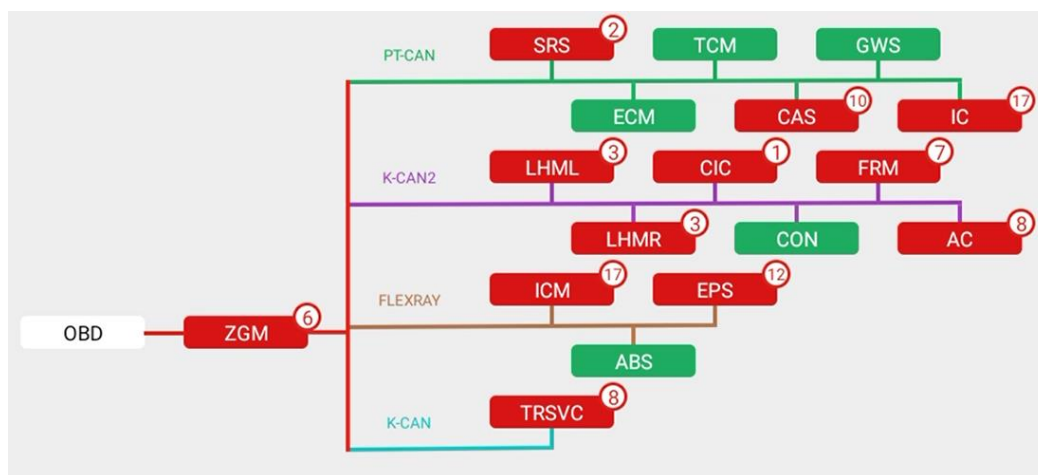 2
PT-CAN SRS TCM GWS
10 17
ECM CAS IC
3 1 7
K-CAN2 LHML CIC FRM
3 8
LHMR CON AC
17 12
FLEXRAY ICM EPS
6
OBD ZGM
ABS
8
K-CAN TRSVC